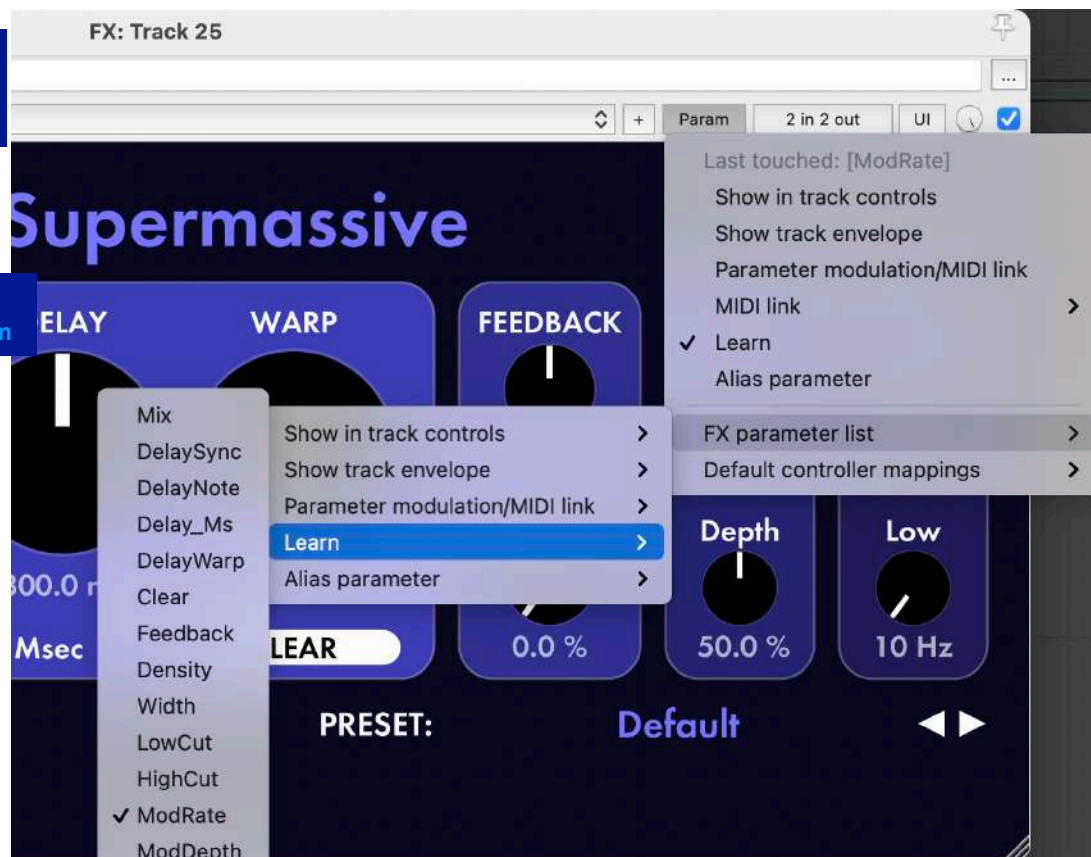 FX: Track 25
...
+ Param 2 in 2 out UI
Supermassive
Last touched: [ModRate]
Show in track controls
Show track envelope
Parameter modulation/MIDI link
MIDI link
Learn
Alias parameter
FX parameter list
Default controller mappings
ELAY WARP FEEDBACK
Show in track controls
Show track envelope
Parameter modulation/MIDI link
Learn
Alias parameter
Mix
DelaySync
DelayNote
Delay_Ms
DelayWarp
Clear
Feedback
Density
Width
LowCut
HighCut
ModRate
ModDepth
Depth Low
Msec LEAR 0.0 % 50.0 % 10 Hz
PRESET: Default